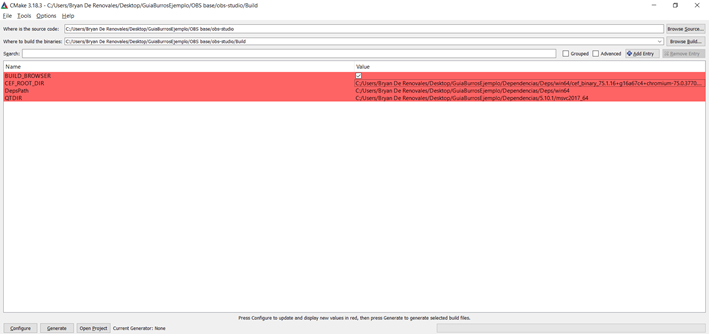 CMake 3.18.3 - C:/Users/Bryan De Renovales/Desktop/GuiaBurrosEjemplo/OBS base/obs-studio/Build
File Tools Options Help
Where is the source code: C:/Users/Bryan De Renovales/Desktop/GuiaBurrosEjemplo/OBS base/obs-studio Browse Source...
Where to build the binaries: C:/Users/Bryan De Renovales/Desktop/GuiaBurrosEjemplo/OBS base/obs-studio/Build Browse Build...
Search: Grouped Advanced Add Entry Remove Entry
Name Value
BUILD_BROWSER
CEF_ROOT_DIR C:/Users/Bryan De Renovales/Desktop/GuiaBurrosEjemplo/Dependencias/Deps/win64/cef_binary_75.1.16+g16a67c4+chromium-75.0.3770...
DepsPath C:/Users/Bryan De Renovales/Desktop/GuiaBurrosEjemplo/Dependencias/Deps/win64
QTDIR C:/Users/Bryan De Renovales/Desktop/GuiaBurrosEjemplo/Dependencias/5.10.1/msvc2017_64
Press Configure to update and display new values in red, then press Generate to generate selected build files.
Configure Generate Open Project Current Generator: None